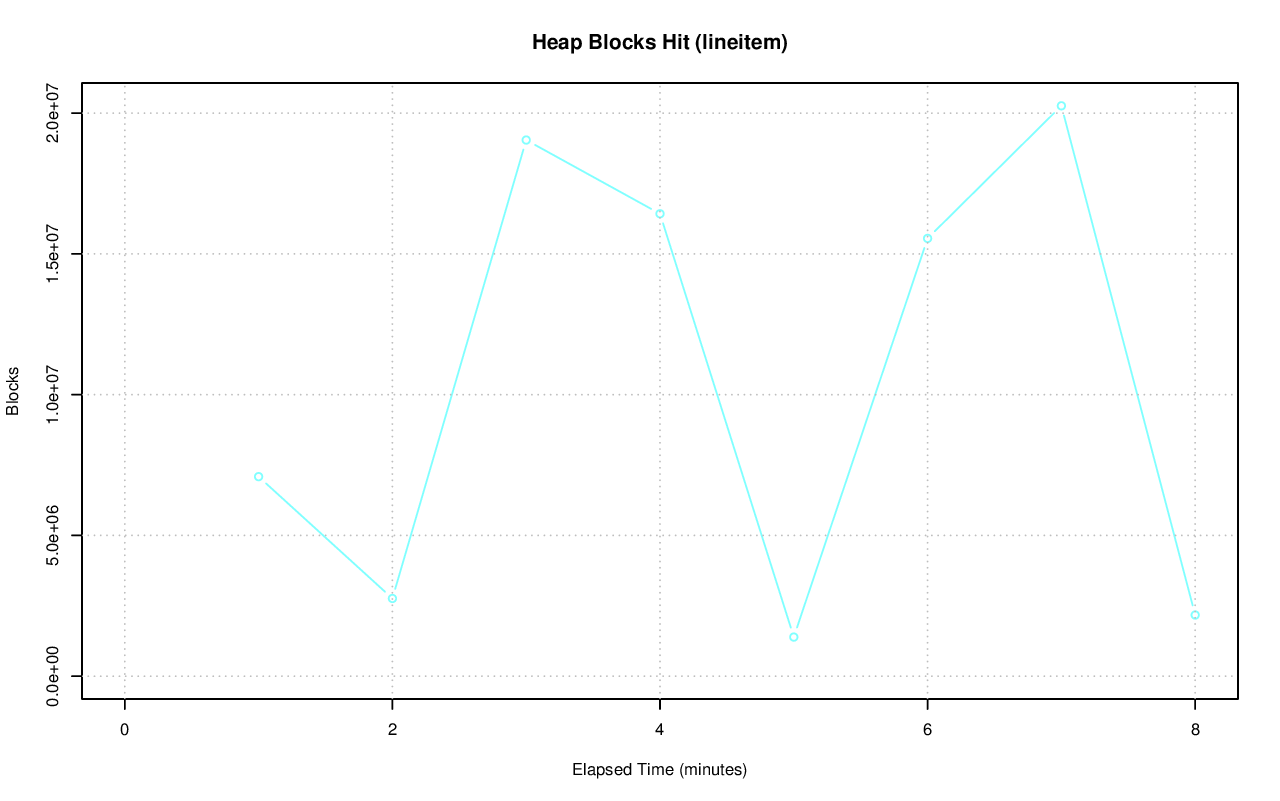 Heap Blocks Hit (lineitem)
2.0e+07
1.5e+07
1.0e+07
5.0e+06
0.0e+00
Blocks
0 2 4 6 8
Elapsed Time (minutes)